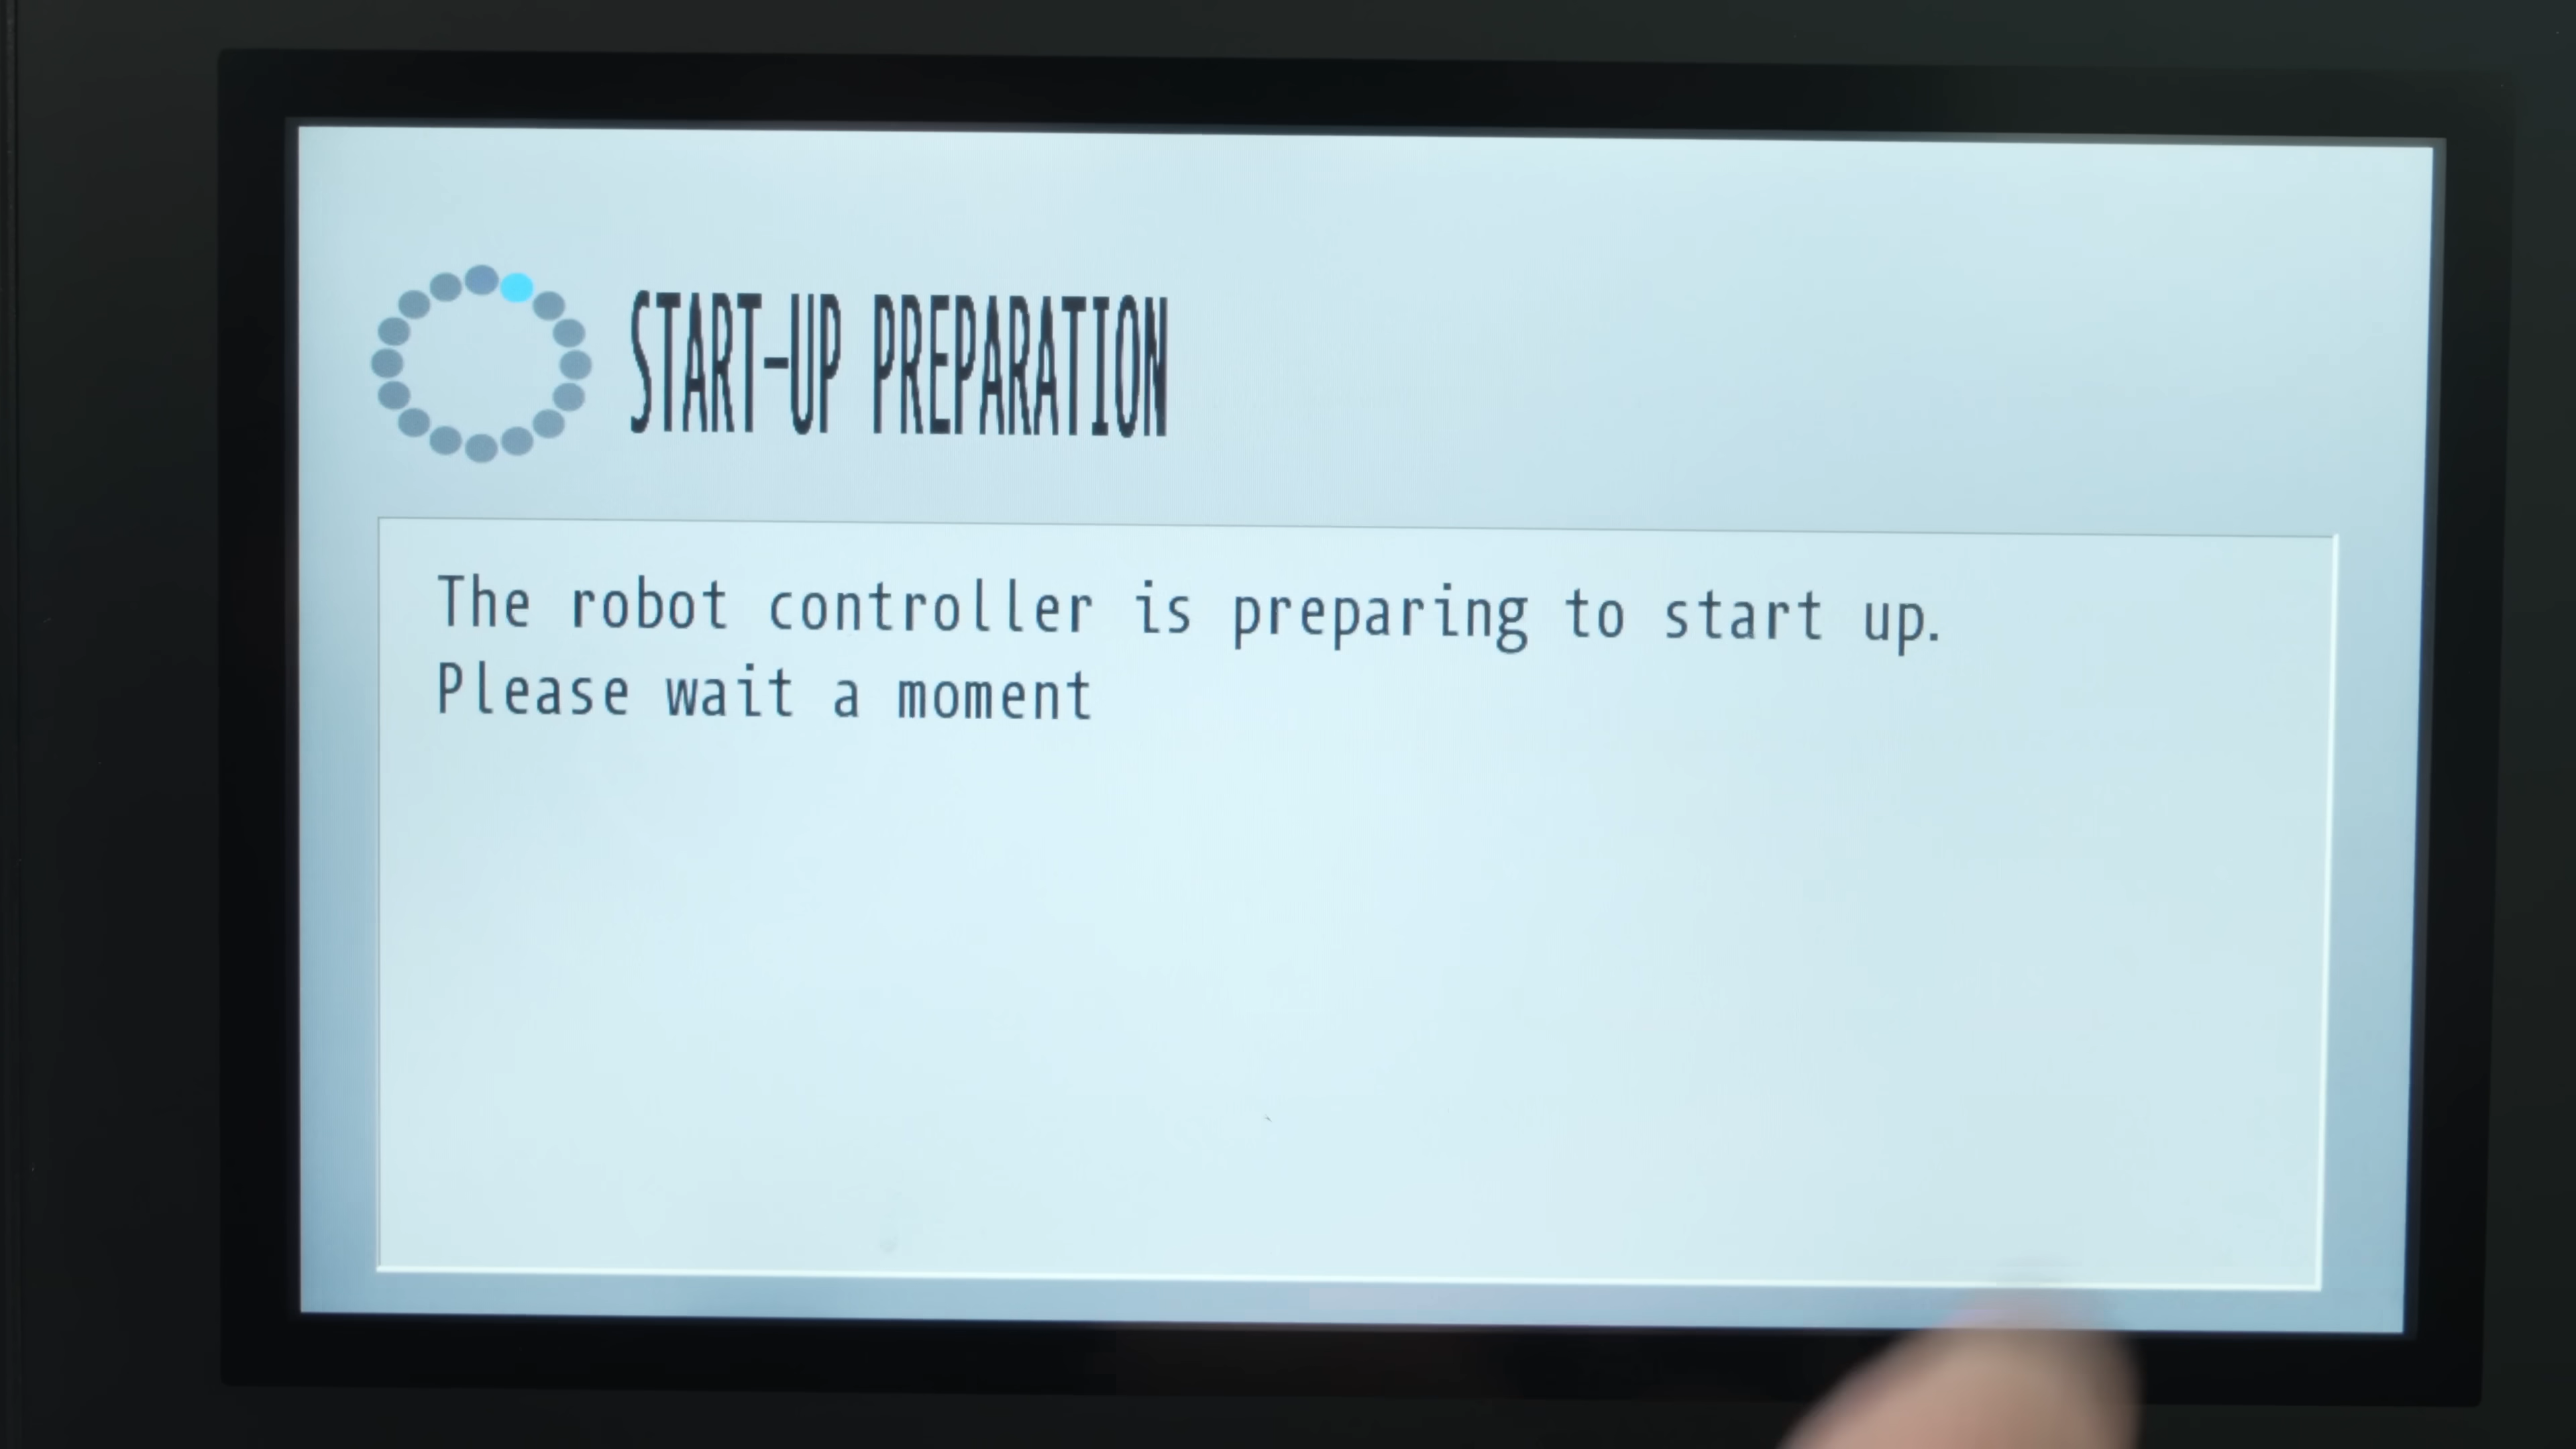 START-UP PREPARATION
The robot controller is preparing to start up.
Please wait a moment